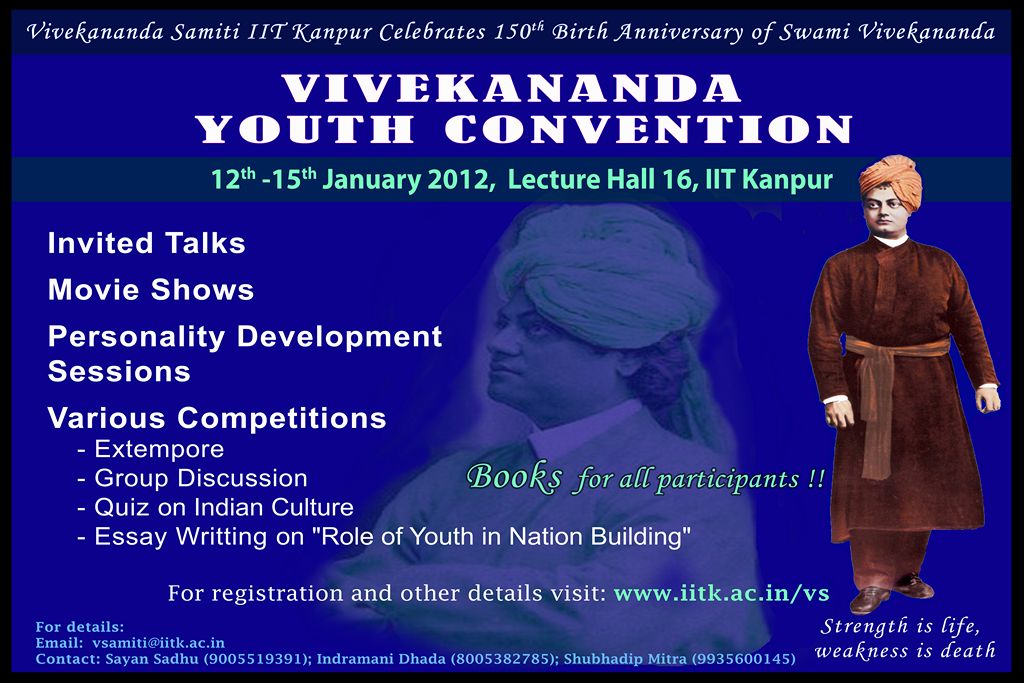 Vivekananda Samiti IIT Kanpur Celebrates 150th Birth Anniversary of Swami Vivekananda
VIVEKANANDA
YOUTH CONVENTION
12th -15th January 2012, Lecture Hall 16, IIT Kanpur
Invited Talks
Movie Shows
Personality Development
Sessions
Various Competitions
- Extempore
- Group Discussion
- Quiz on Indian Culture
- Essay Writting on "Role of Youth in Nation Building"
Books for all participants !!
For registration and other details visit: www.iitk.ac.in/vs
For details:
Email: vsamiti@iitk.ac.in
Contact: Sayan Sadhu (9005519391); Indramani Dhada (8005382785); Shubhadip Mitra (9935600145)
Strength is life,
weakness is death